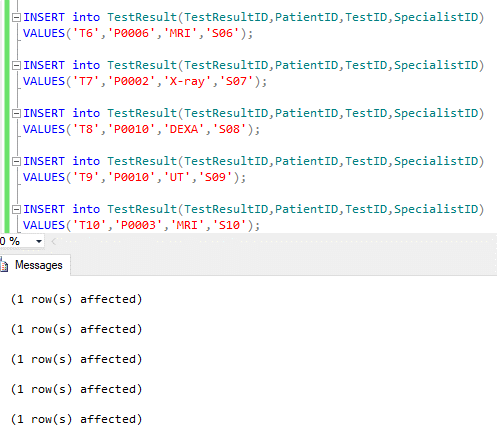 INSERT into TestResult(TestResultID,PatientID,TestID,SpecialistID)
VALUES('T6','P0006','MRI','S06');
INSERT into TestResult(TestResultID,PatientID,TestID,SpecialistID)
VALUES('T7','P0002','X-ray','S07');
INSERT into TestResult(TestResultID,PatientID,TestID,SpecialistID)
VALUES('T8','P0010','DEXA','S08');
INSERT into TestResult(TestResultID,PatientID,TestID,SpecialistID)
VALUES('T9','P0010','UT','S09');
INSERT into TestResult(TestResultID,PatientID,TestID,SpecialistID)
VALUES('T10','P0003','MRI','S10');
0 %
Messages
(1 row(s) affected)
(1 row(s) affected)
(1 row(s) affected)
(1 row(s) affected)
(1 row(s) affected)